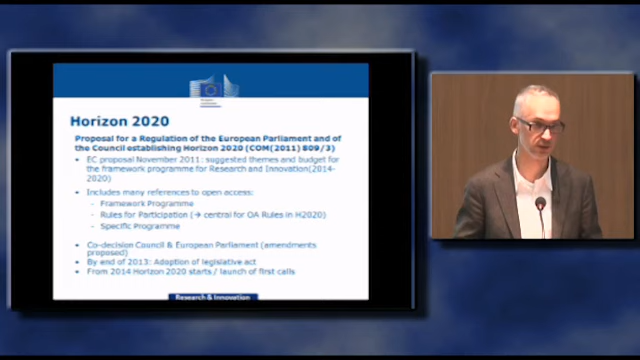 Horizon 2020
Proposal for a Regulation of the European Parliament and of
the Council establishing Horizon 2020 (COM(2011) 809/3)
• EC proposal November 2011: suggested themes and budget for
the framework programme for Research and Innovation(2014-
2020)
• Includes many references to open access:
- Framework Programme
- Rules for Participation (→ central for OA Rules in H2020)
- Specific Programme
• Co-decision Council & European Parliament (amendments
proposed)
• By end of 2013: Adoption of legislative act
• From 2014 Horizon 2020 starts/ launch of first calls
Research & Innovation